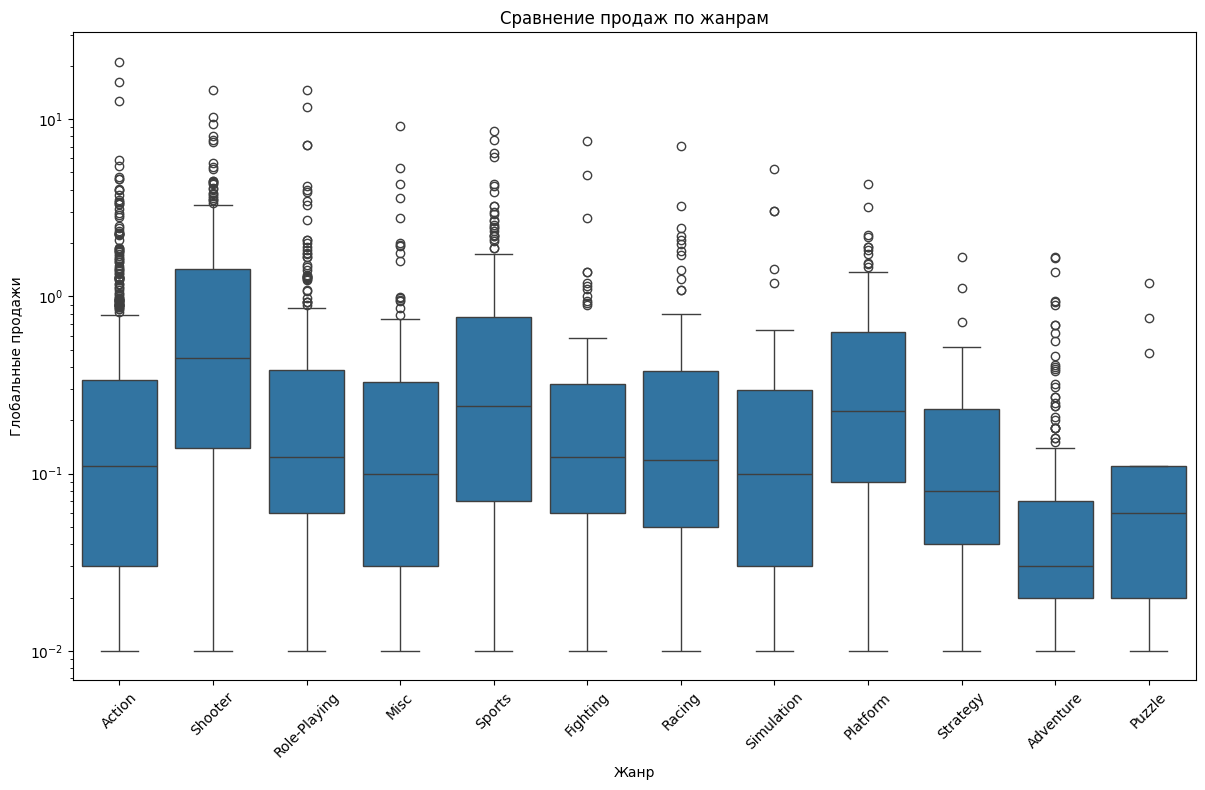 Сравнение продаж по жанрам
Глобальные продажи
10¹
10⁰
10⁻¹
10⁻²
Action
Shooter
Role-Playing
Misc
Sports
Fighting
Racing
Simulation
Platform
Strategy
Adventure
Puzzle
Жанр